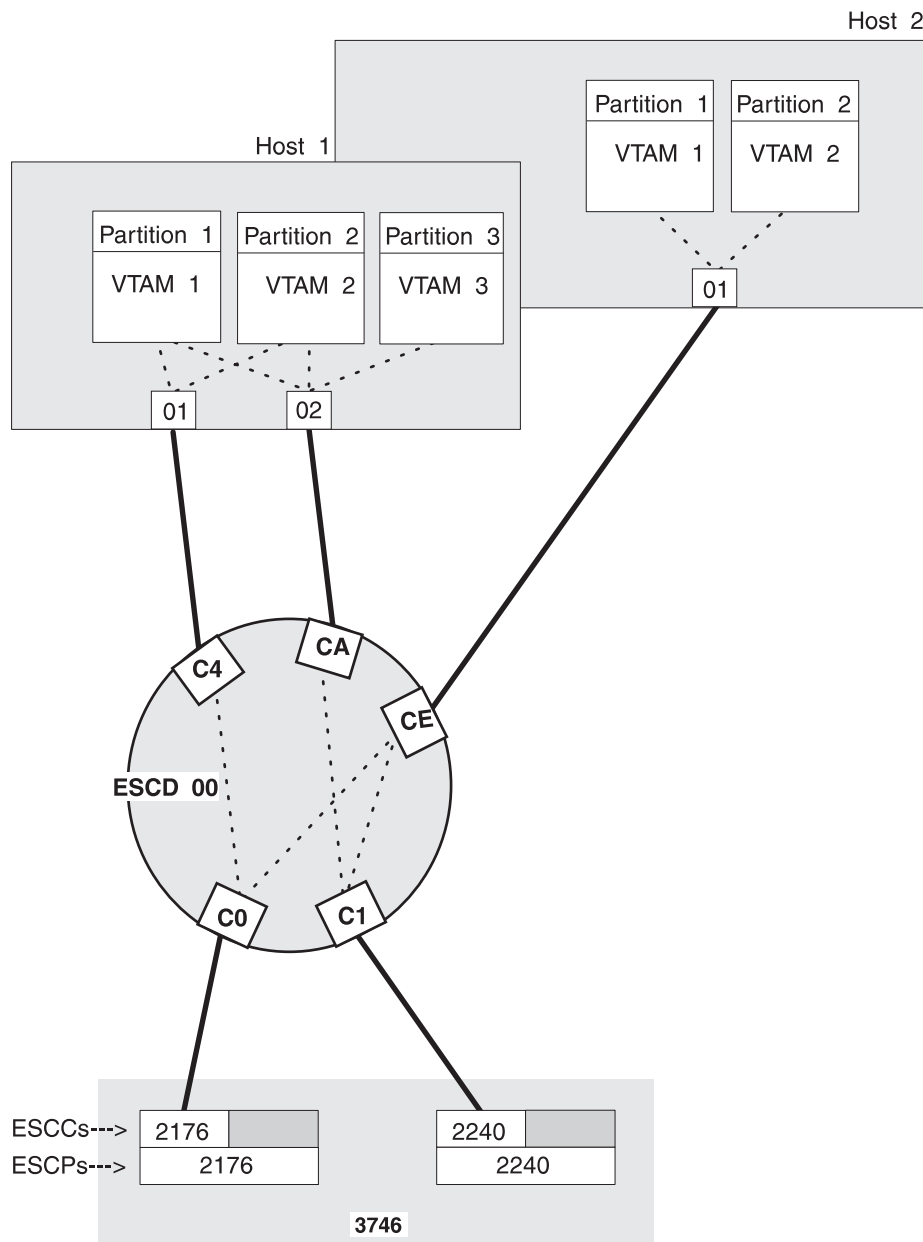 Host 2
Partition 1
Partition 2
VTAM 1
VTAM 2
01
Host 1
Partition 1
Partition 2
Partition 3
VTAM 1
VTAM 2
VTAM 3
01
02
C4
CA
CE
ESCD 00
C0
C1
ESCCs--->
2176
2240
ESCPs--->
2176
2240
3746